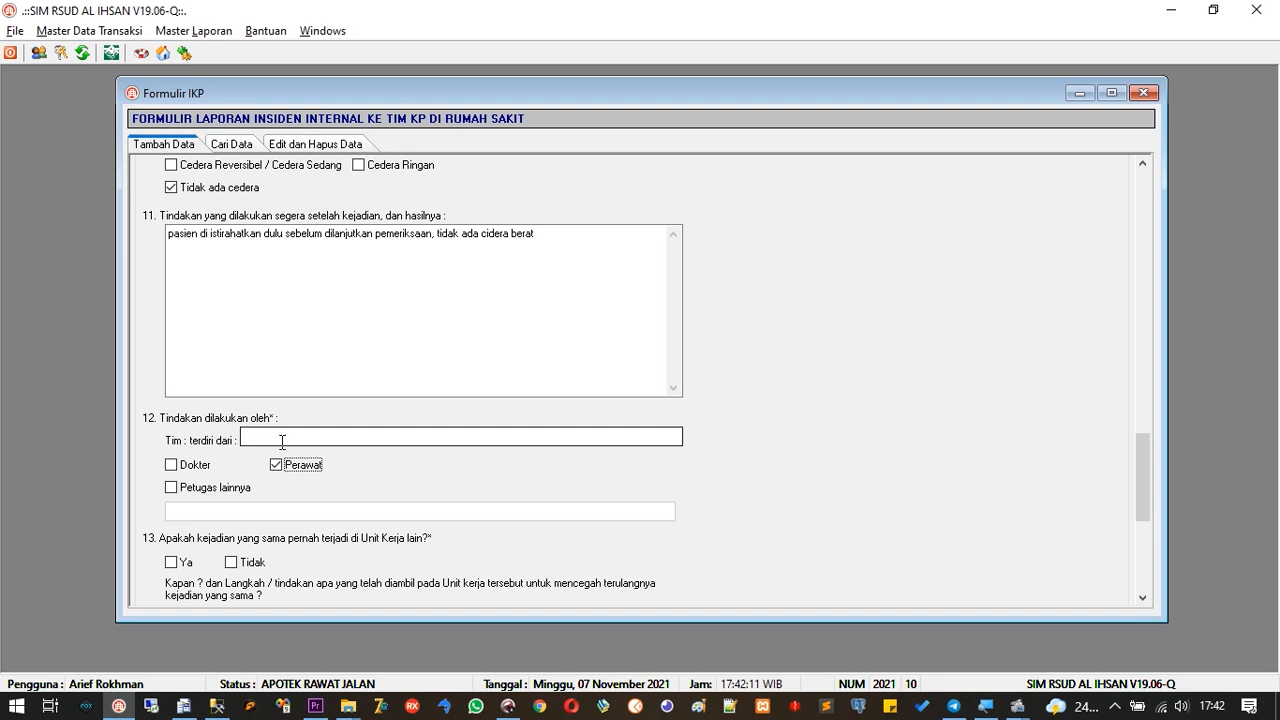 .::SIM RSUD AL IHSAN V19.06-Q::.
File Master Data Transaksi Master Laporan Bantuan Windows
Formulir IKP
FORMULIR LAPORAN INSIDEN INTERNAL KE TIM KP DI RUMAH SAKIT
Tambah Data Cari Data Edit dan Hapus Data
Cedera Reversibel / Cedera Sedang Cedera Ringan
Tidak ada cedera
11. Tindakan yang dilakukan segera setelah kejadian, dan hasilnya :
pasien di istirahatkan dulu sebelum dilanjutkan pemeriksaan, tidak ada cidera berat
12. Tindakan dilakukan oleh* :
Tim : terdiri dari :
Dokter Perawat
Petugas lainnya
13. Apakah kejadian yang sama pernah terjadi di Unit Kerja lain?*
Ya Tidak
Kapan ? dan Langkah / tindakan apa yang telah diambil pada Unit kerja tersebut untuk mencegah terulangnya
kejadian yang sama ?
Pengguna : Arief Rokhman Status : APOTEK RAWAT JALAN Tanggal : Minggu, 07 November 2021 Jam: 17:42:11 WIB NUM 2021 10 SIM RSUD AL IHSAN V19.06-Q
24... 17:42